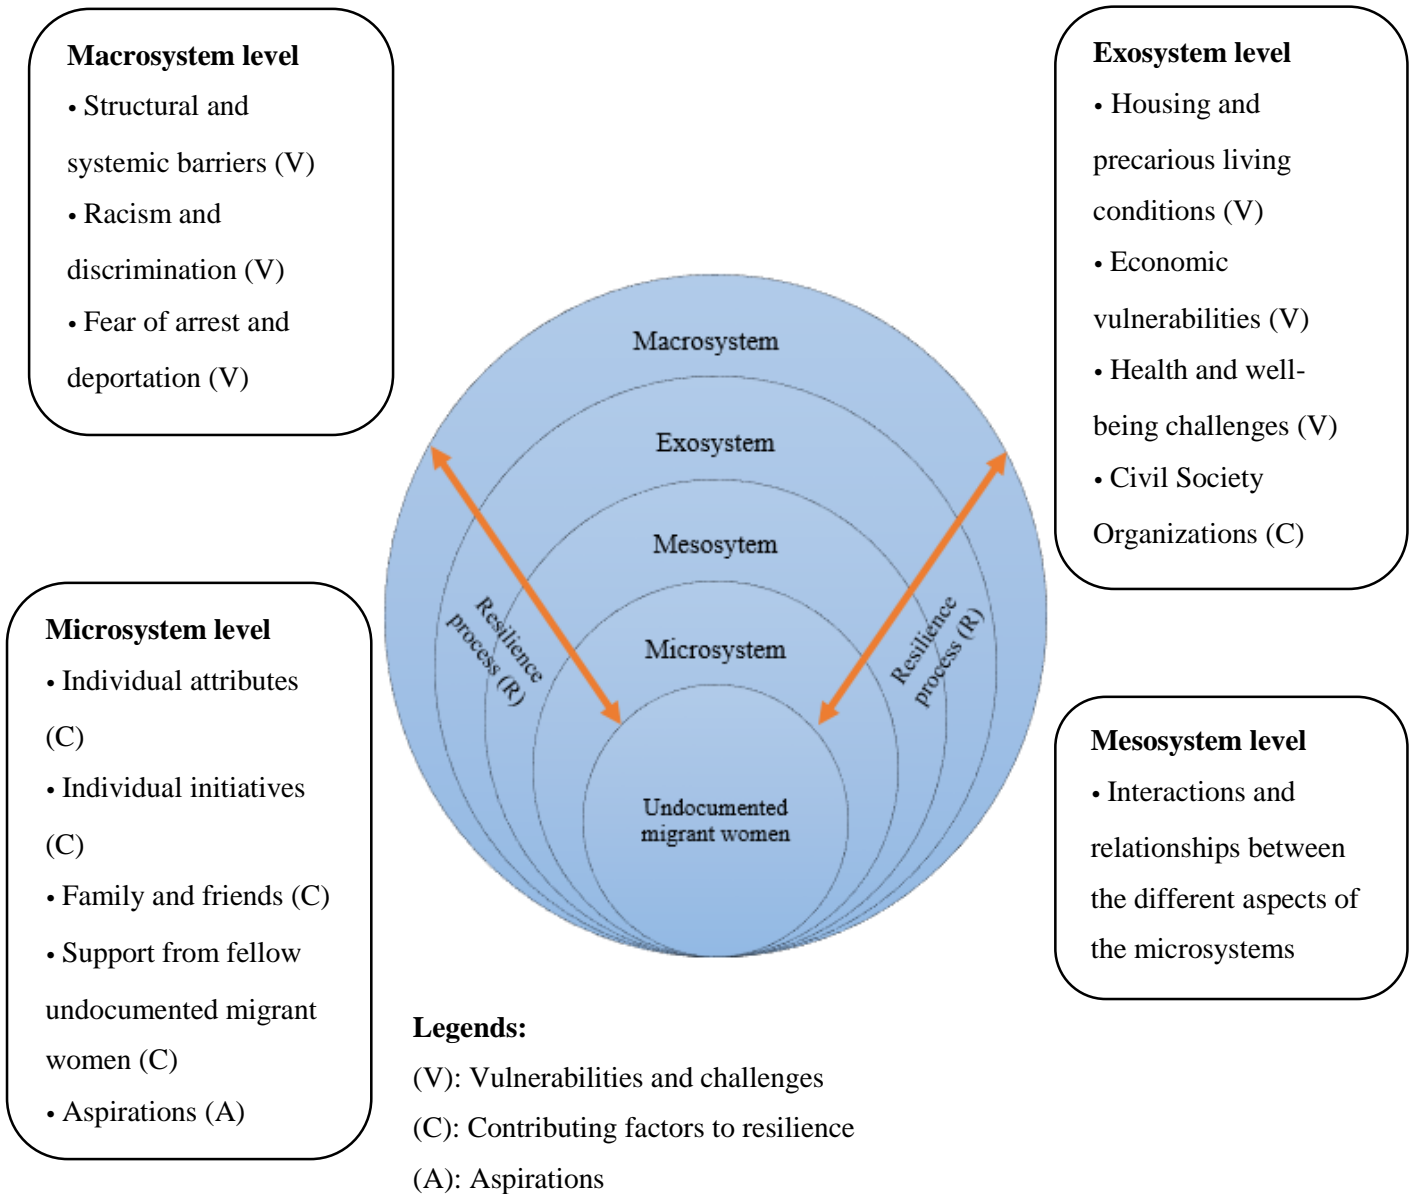 Macrosystem level
• Structural and
systemic barriers (V)
• Racism and
discrimination (V)
• Fear of arrest and
deportation (V)
Exosystem level
• Housing and
precarious living
conditions (V)
• Economic
vulnerabilities (V)
• Health and well-
being challenges (V)
• Civil Society
Organizations (C)
Macrosystem
Exosystem
Mesosytem
Microsystem
Undocumented
migrant women
Resilience
process (R)
Resilience
process (R)
Microsystem level
• Individual attributes
(C)
• Individual initiatives
(C)
• Family and friends (C)
• Support from fellow
undocumented migrant
women (C)
• Aspirations (A)
Mesosystem level
• Interactions and
relationships between
the different aspects of
the microsystems
Legends:
(V): Vulnerabilities and challenges
(C): Contributing factors to resilience
(A): Aspirations